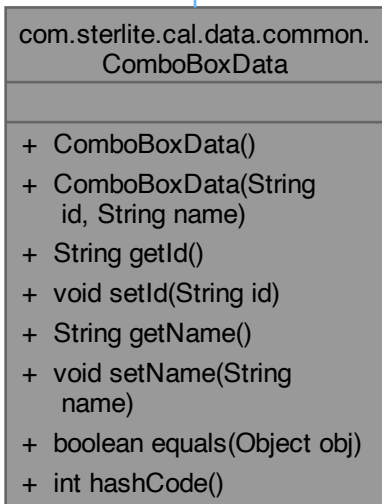 com.sterlite.cal.data.common.
ComboBoxData
+ ComboBoxData()
+ ComboBoxData(String
id, String name)
+ String getId()
+ void setId(String id)
+ String getName()
+ void setName(String
name)
+ boolean equals(Object obj)
+ int hashCode()